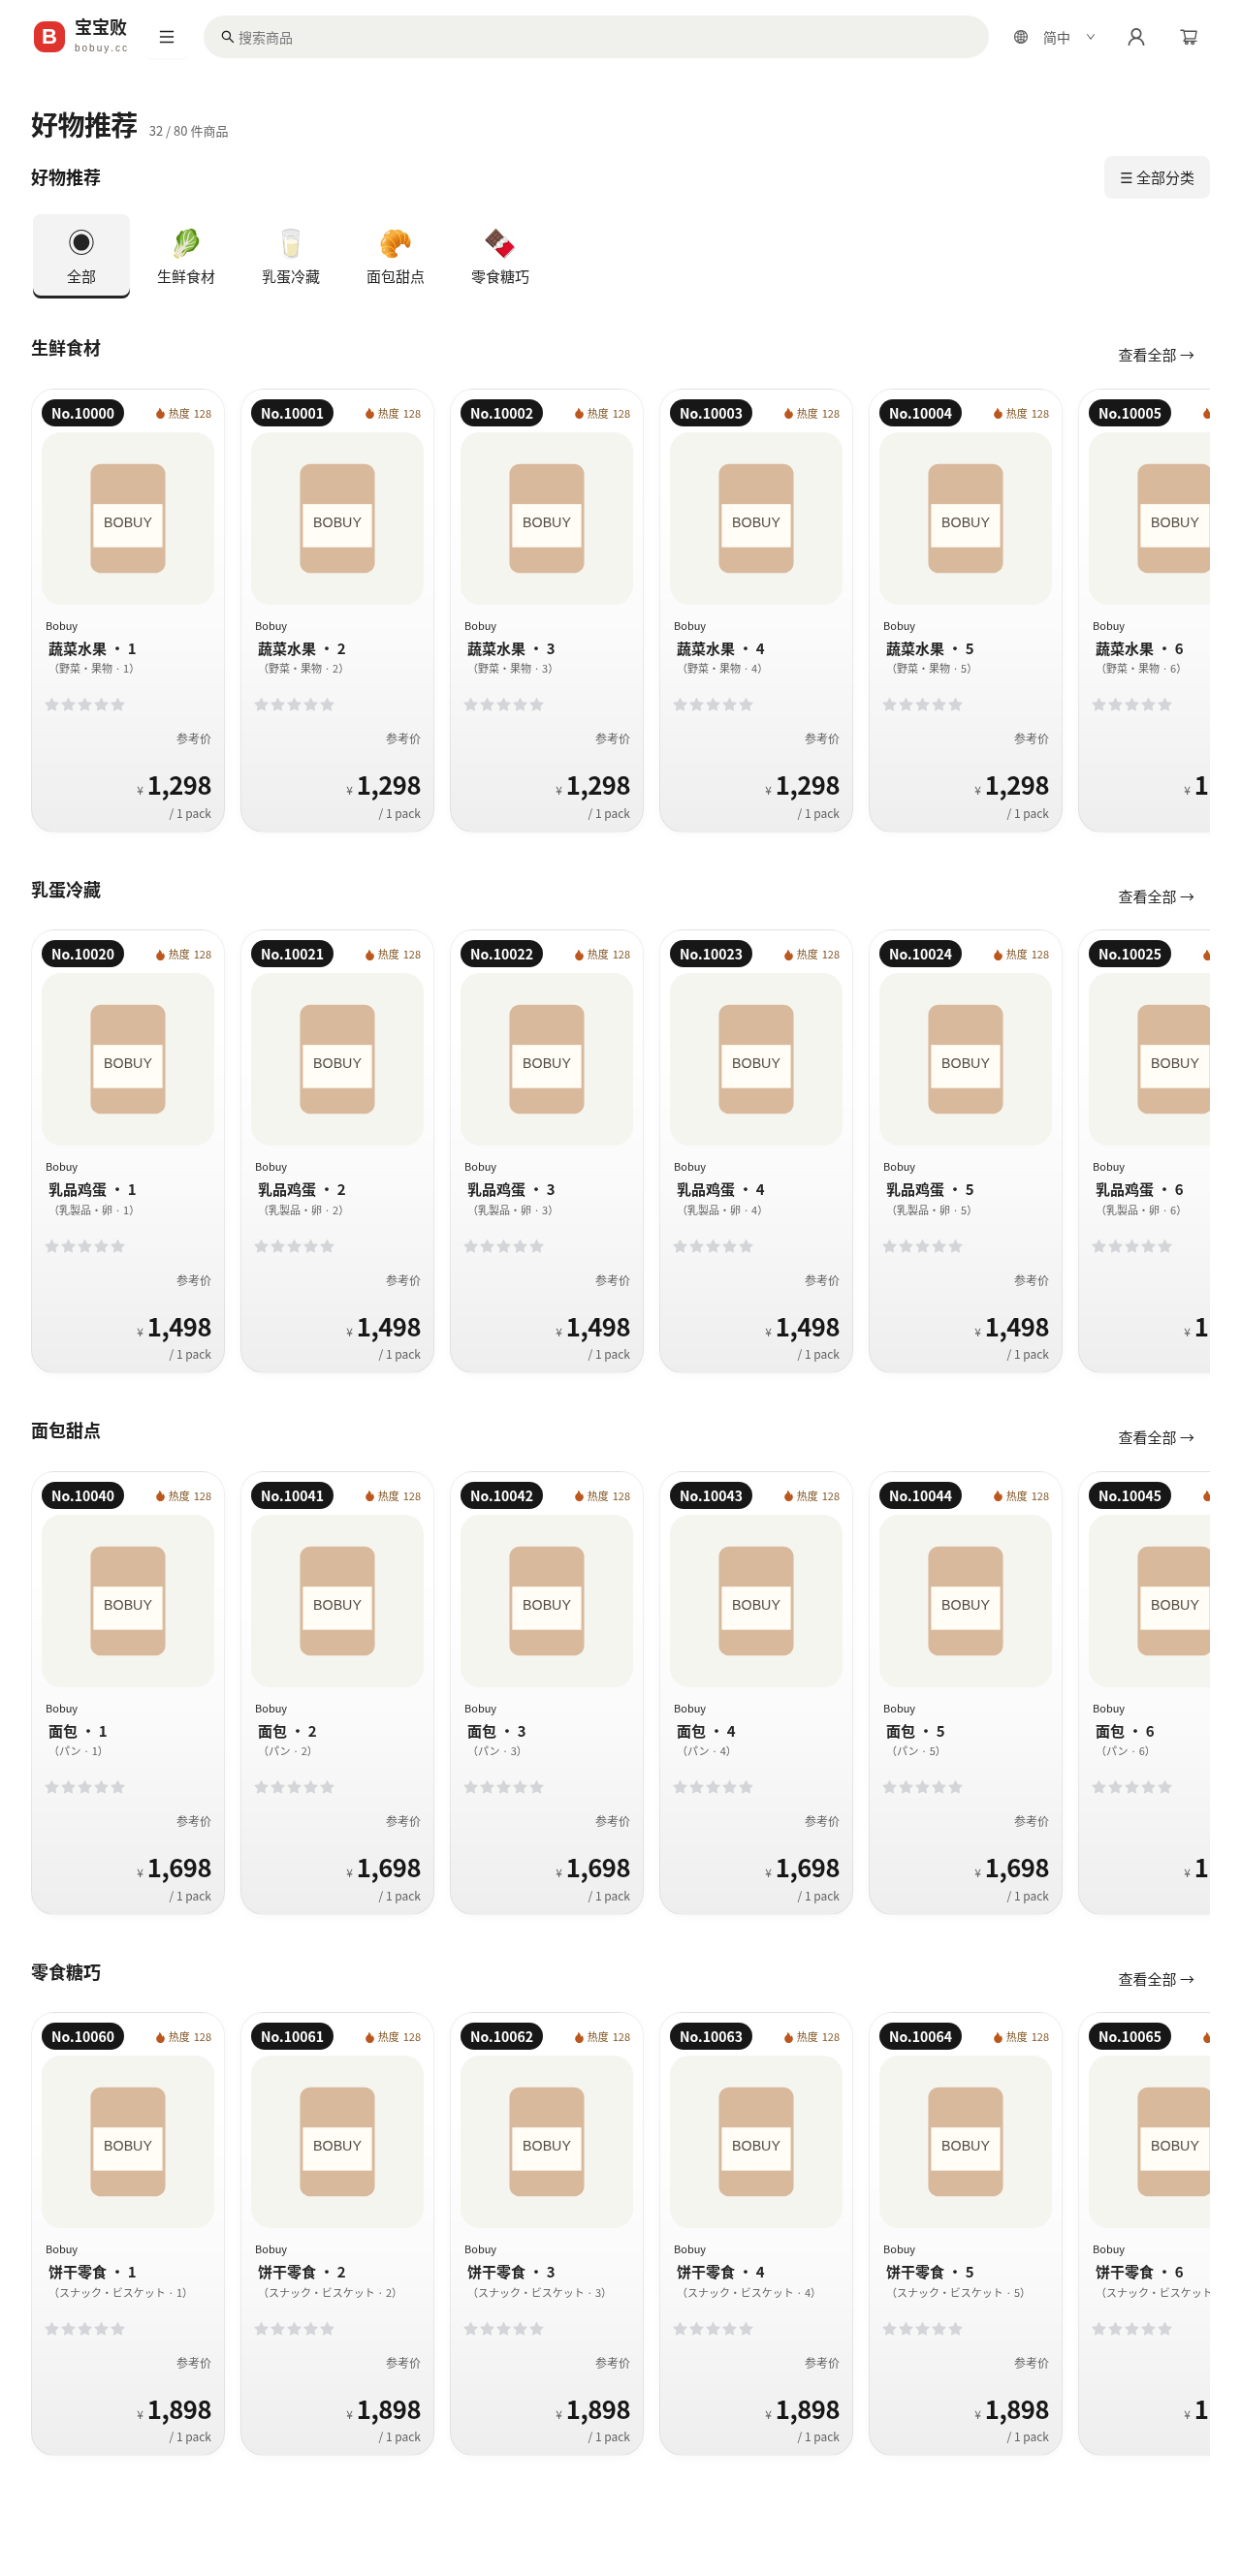 B 宝宝败
bobuy.cc
搜索商品
简中
好物推荐 32 / 80 件商品
好物推荐
全部分类
全部 生鲜食材 乳蛋冷藏 面包甜点 零食糖巧
生鲜食材
查看全部 →
No.10000 热度 128 No.10001 热度 128 No.10002 热度 128 No.10003 热度 128 No.10004 热度 128 No.10005
BOBUY BOBUY BOBUY BOBUY BOBUY BOBUY
Bobuy Bobuy Bobuy Bobuy Bobuy Bobuy
蔬菜水果 · 1 蔬菜水果 · 2 蔬菜水果 · 3 蔬菜水果 · 4 蔬菜水果 · 5 蔬菜水果 · 6
（野菜・果物 · 1） （野菜・果物 · 2） （野菜・果物 · 3） （野菜・果物 · 4） （野菜・果物 · 5） （野菜・果物 · 6）
参考价 参考价 参考价 参考价 参考价
¥ 1,298 ¥ 1,298 ¥ 1,298 ¥ 1,298 ¥ 1,298 ¥ 1
/ 1 pack / 1 pack / 1 pack / 1 pack / 1 pack
乳蛋冷藏
查看全部 →
No.10020 热度 128 No.10021 热度 128 No.10022 热度 128 No.10023 热度 128 No.10024 热度 128 No.10025
BOBUY BOBUY BOBUY BOBUY BOBUY BOBUY
Bobuy Bobuy Bobuy Bobuy Bobuy Bobuy
乳品鸡蛋 · 1 乳品鸡蛋 · 2 乳品鸡蛋 · 3 乳品鸡蛋 · 4 乳品鸡蛋 · 5 乳品鸡蛋 · 6
（乳製品・卵 · 1） （乳製品・卵 · 2） （乳製品・卵 · 3） （乳製品・卵 · 4） （乳製品・卵 · 5） （乳製品・卵 · 6）
参考价 参考价 参考价 参考价 参考价
¥ 1,498 ¥ 1,498 ¥ 1,498 ¥ 1,498 ¥ 1,498 ¥ 1
/ 1 pack / 1 pack / 1 pack / 1 pack / 1 pack
面包甜点
查看全部 →
No.10040 热度 128 No.10041 热度 128 No.10042 热度 128 No.10043 热度 128 No.10044 热度 128 No.10045
BOBUY BOBUY BOBUY BOBUY BOBUY BOBUY
Bobuy Bobuy Bobuy Bobuy Bobuy Bobuy
面包 · 1 面包 · 2 面包 · 3 面包 · 4 面包 · 5 面包 · 6
（パン · 1） （パン · 2） （パン · 3） （パン · 4） （パン · 5） （パン · 6）
参考价 参考价 参考价 参考价 参考价
¥ 1,698 ¥ 1,698 ¥ 1,698 ¥ 1,698 ¥ 1,698 ¥ 1
/ 1 pack / 1 pack / 1 pack / 1 pack / 1 pack
零食糖巧
查看全部 →
No.10060 热度 128 No.10061 热度 128 No.10062 热度 128 No.10063 热度 128 No.10064 热度 128 No.10065
BOBUY BOBUY BOBUY BOBUY BOBUY BOBUY
Bobuy Bobuy Bobuy Bobuy Bobuy Bobuy
饼干零食 · 1 饼干零食 · 2 饼干零食 · 3 饼干零食 · 4 饼干零食 · 5 饼干零食 · 6
（スナック・ビスケット · 1） （スナック・ビスケット · 2） （スナック・ビスケット · 3） （スナック・ビスケット · 4） （スナック・ビスケット · 5） （スナック・ビスケット
参考价 参考价 参考价 参考价 参考价
¥ 1,898 ¥ 1,898 ¥ 1,898 ¥ 1,898 ¥ 1,898 ¥ 1
/ 1 pack / 1 pack / 1 pack / 1 pack / 1 pack